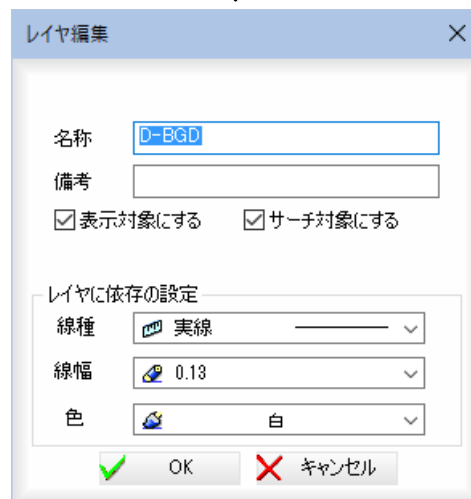 レイヤ編集
名称 D-BGD
備考
表示対象にする サーチ対象にする
レイヤに依存の設定
線種 実線
線幅 0.13
色 白
OK キャンセル